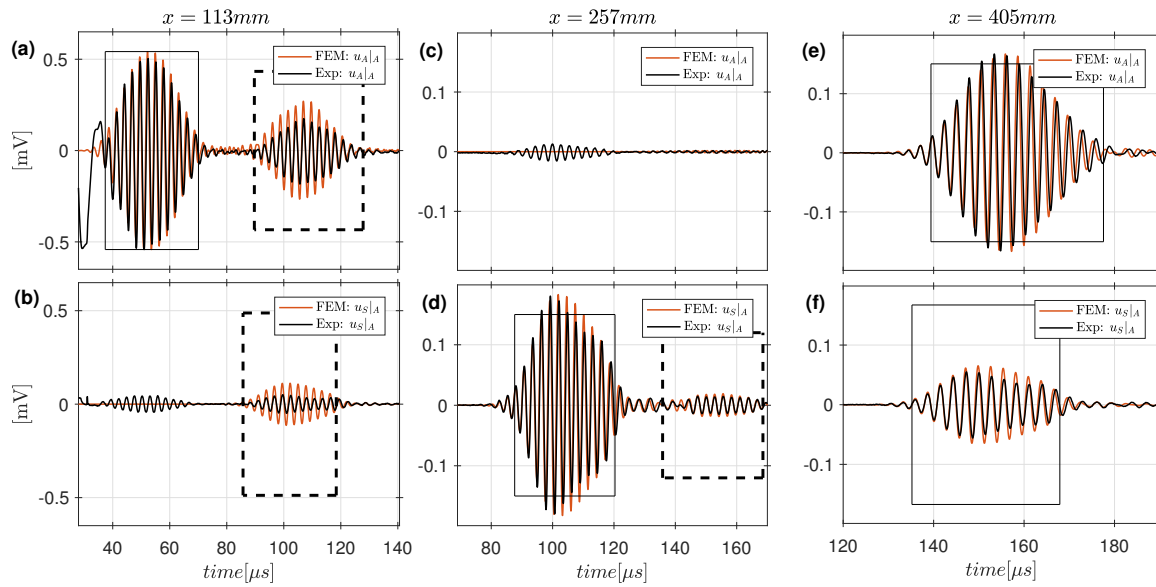 x = 113mm
x = 257mm
x = 405mm
(a)
FEM: u_A|_A
Exp: u_A|_A
0.5
0
-0.5
[mV]
(c)
FEM: u_A|_A
Exp: u_A|_A
0.1
0
-0.1
(e)
FEM: u_A|_A
Exp: u_A|_A
0.1
0
-0.1
(b)
FEM: u_S|_A
Exp: u_S|_A
0.5
0
-0.5
[mV]
40 60 80 100 120 140
time[μs]
(d)
FEM: u_S|_A
Exp: u_S|_A
0.1
0
-0.1
80 100 120 140 160
time[μs]
(f)
FEM: u_S|_A
Exp: u_S|_A
0.1
0
-0.1
120 140 160 180
time[μs]